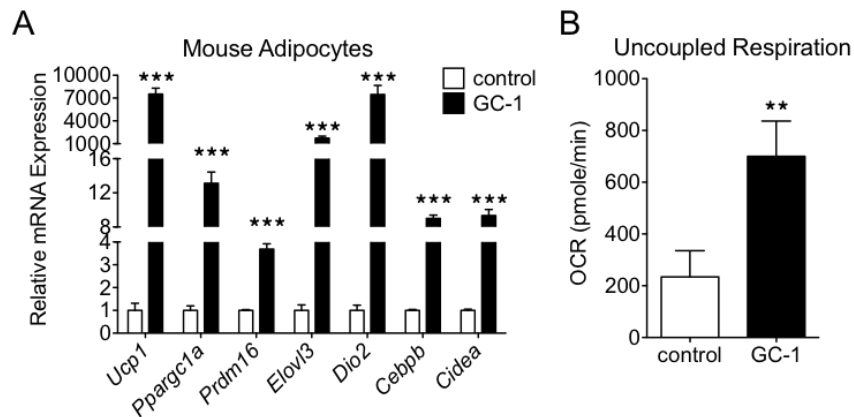 A
Mouse Adipocytes
Relative mRNA Expression
10000
7000
4000
1000
16
12
8
4
3
2
1
0
***
***
***
***
***
***
***
control
GC-1
Ucp1
Ppargc1a
Prdm16
Elovl3
Dio2
Cebpb
Cidea
B
Uncoupled Respiration
OCR (pmole/min)
1000
800
600
400
200
0
**
control
GC-1